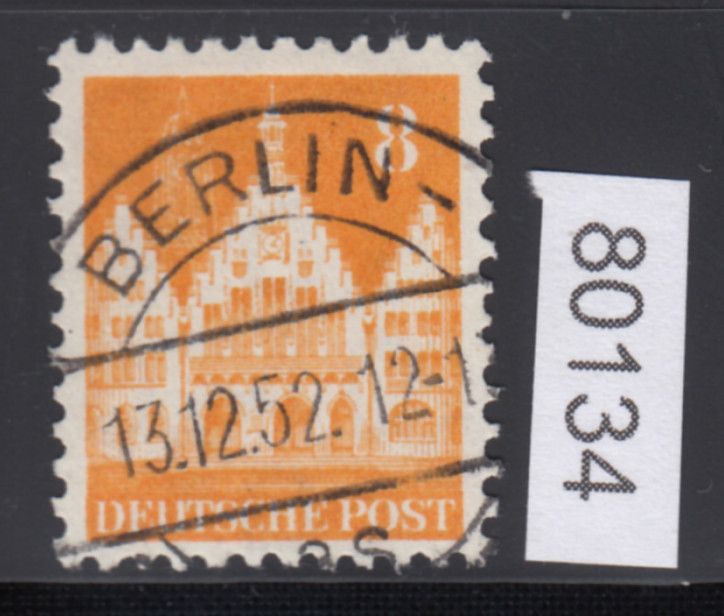 8
BERLIN-
13.12.52. 12-1
DEUTSCHE POST
80134